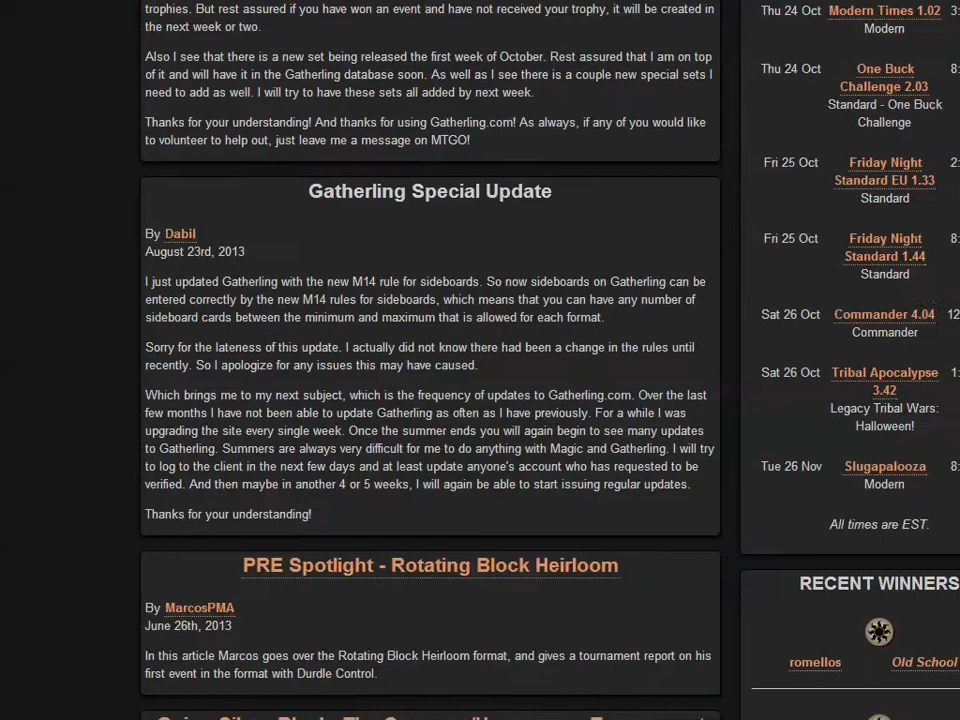 trophies. But rest assured if you have won an event and have not received your trophy, it will be created in
the next week or two.
Also I see that there is a new set being released the first week of October. Rest assured that I am on top
of it and will have it in the Gatherling database soon. As well as I see there is a couple new special sets I
need to add as well. I will try to have these sets all added by next week.
Thanks for your understanding! And thanks for using Gatherling.com! As always, if any of you would like
to volunteer to help out, just leave me a message on MTGO!
Gatherling Special Update
By Dabil
August 23rd, 2013
I just updated Gatherling with the new M14 rule for sideboards. So now sideboards on Gatherling can be
entered correctly by the new M14 rules for sideboards, which means that you can have any number of
sideboard cards between the minimum and maximum that is allowed for each format.
Sorry for the lateness of this update. I actually did not know there had been a change in the rules until
recently. So I apologize for any issues this may have caused.
Which brings me to my next subject, which is the frequency of updates to Gatherling.com. Over the last
few months I have not been able to update Gatherling as often as I have previously. For a while I was
upgrading the site every single week. Once the summer ends you will again begin to see many updates
to Gatherling. Summers are always very difficult for me to do anything with Magic and Gatherling. I will try
to log to the client in the next few days and at least update anyone's account who has requested to be
verified. And then maybe in another 4 or 5 weeks, I will again be able to start issuing regular updates.
Thanks for your understanding!
PRE Spotlight - Rotating Block Heirloom
By MarcosPMA
June 26th, 2013
In this article Marcos goes over the Rotating Block Heirloom format, and gives a tournament report on his
first event in the format with Durdle Control.
Thu 24 Oct Modern Times 1.02 3:
Modern
Thu 24 Oct One Buck 8:
Challenge 2.03
Standard - One Buck
Challenge
Fri 25 Oct Friday Night 2:
Standard EU 1.33
Standard
Fri 25 Oct Friday Night 8:
Standard 1.44
Standard
Sat 26 Oct Commander 4.04 12
Commander
Sat 26 Oct Tribal Apocalypse 1:
3.42
Legacy Tribal Wars:
Halloween!
Tue 26 Nov Slugapalooza 8:
Modern
All times are EST.
RECENT WINNERS
romellos Old School